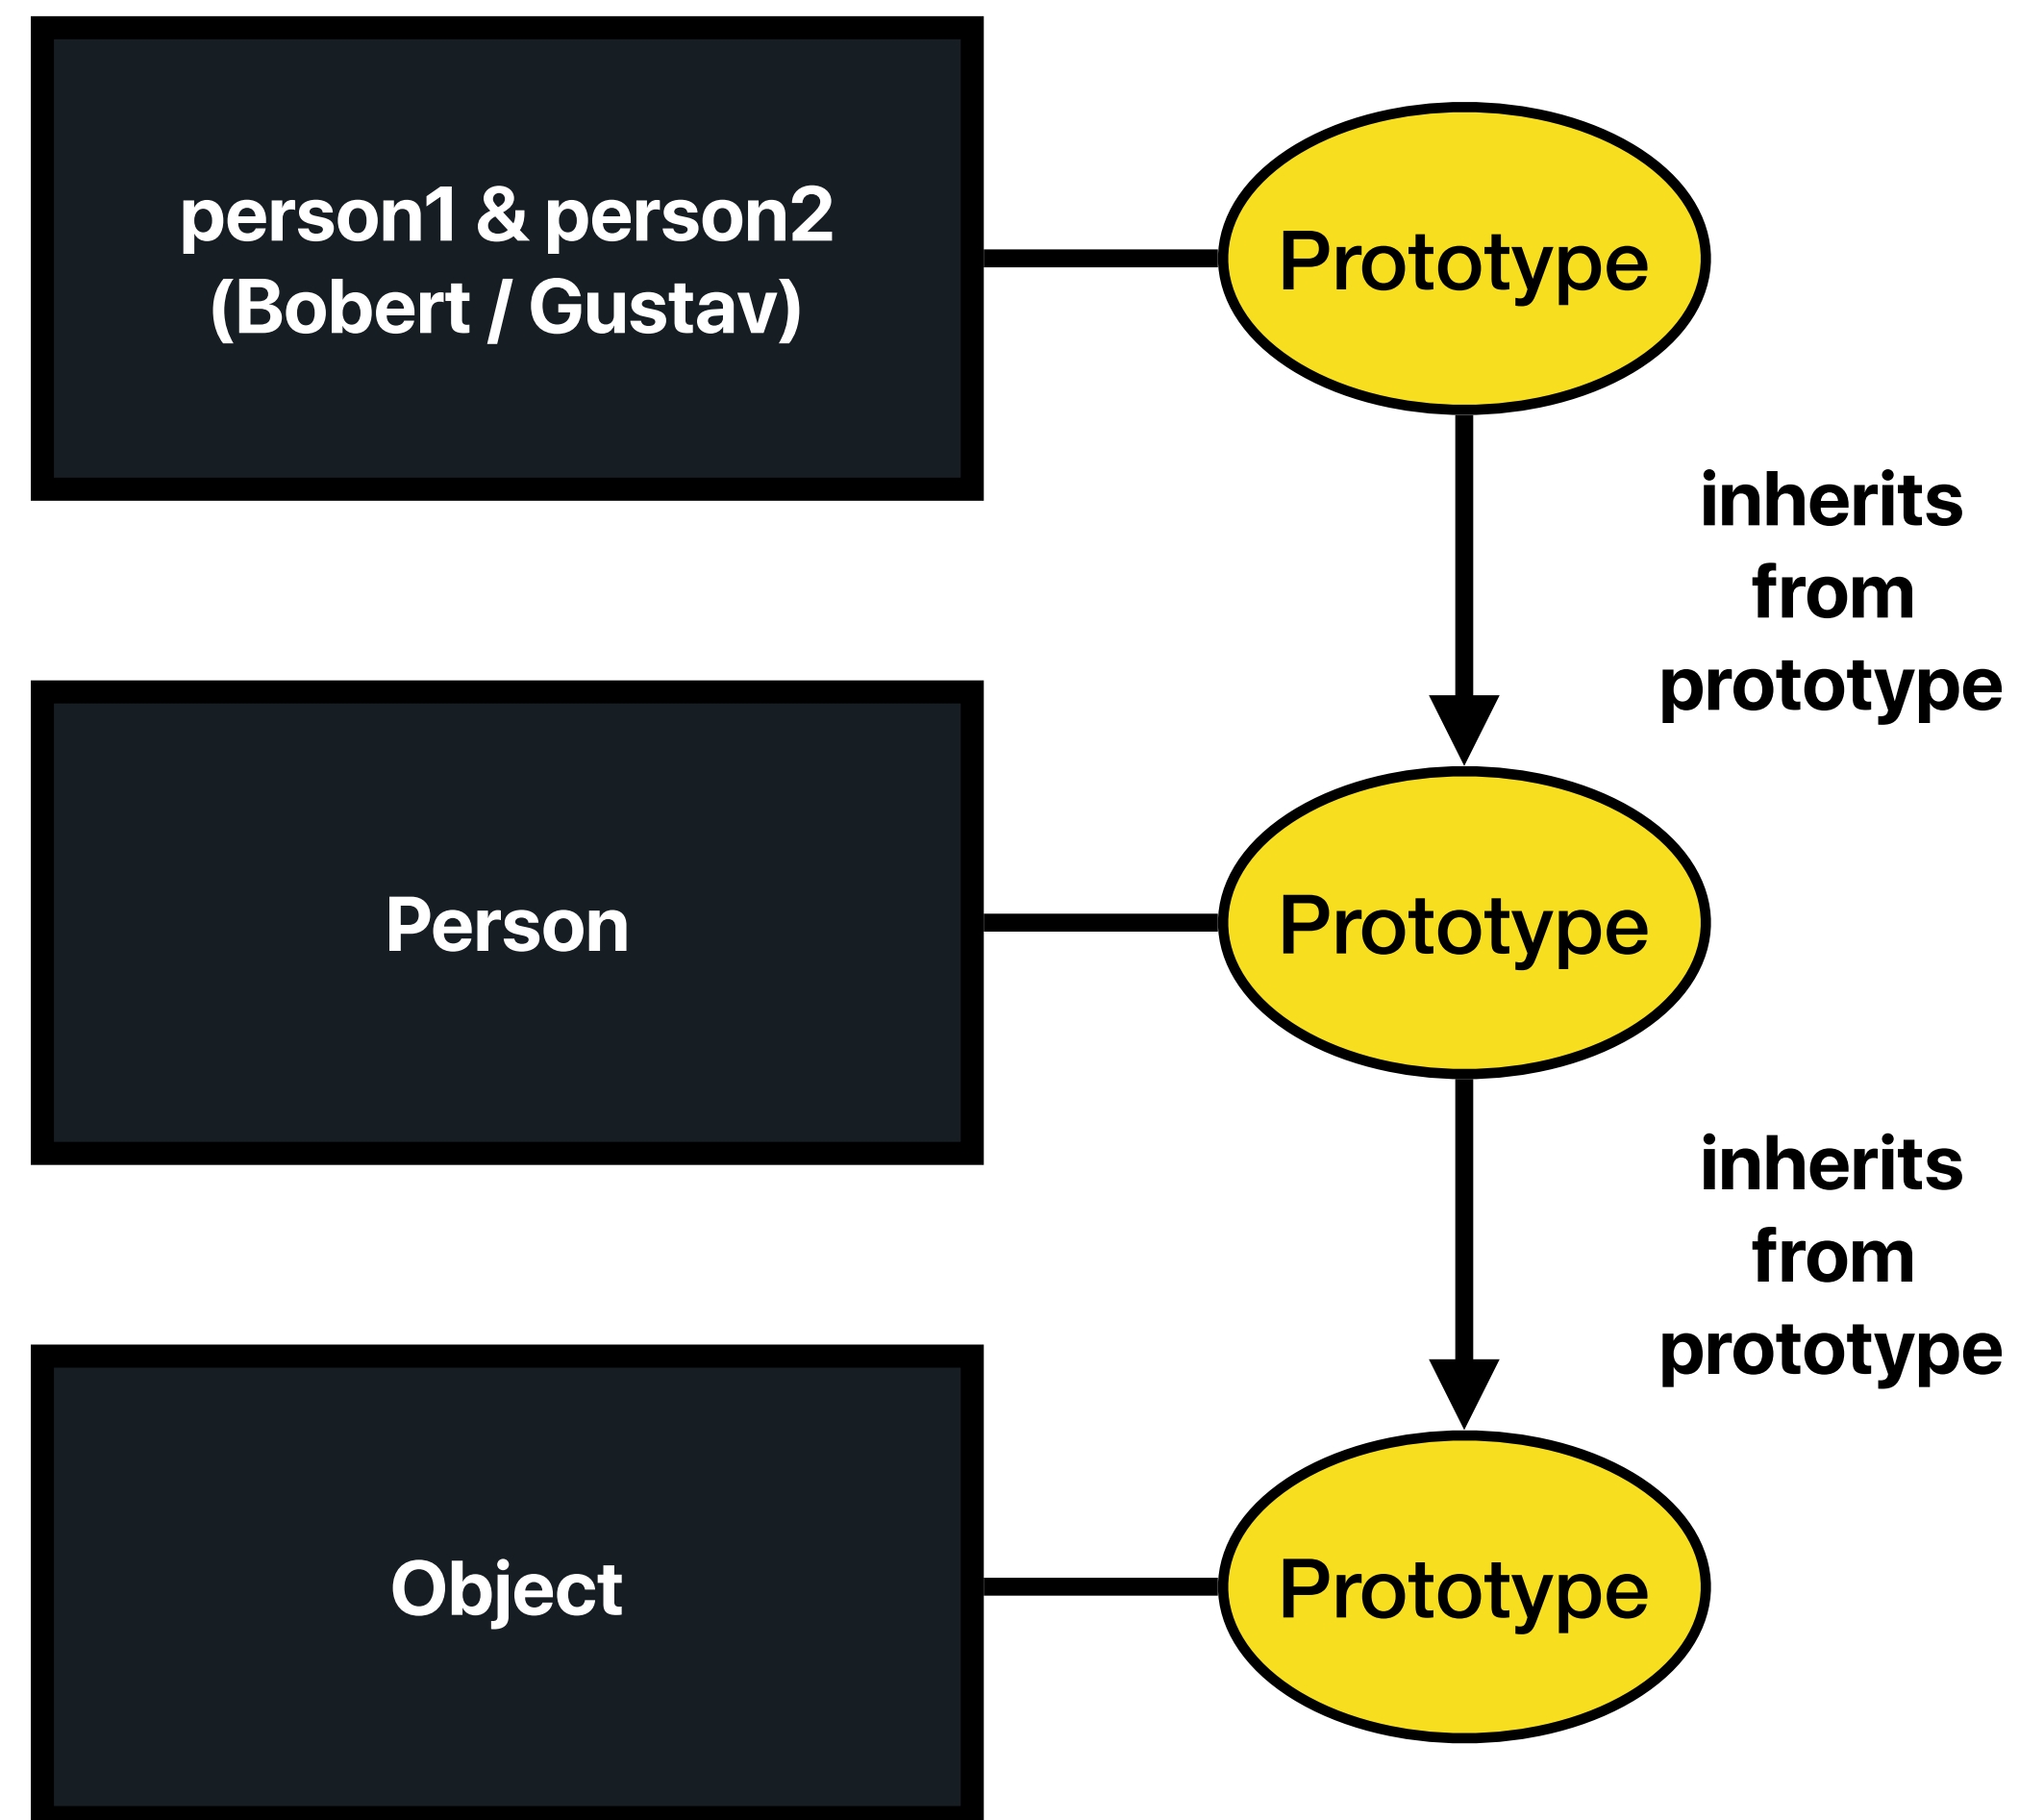 person1 & person2
(Bobert / Gustav)
Prototype
inherits
from
prototype
Person
Prototype
inherits
from
prototype
Object
Prototype